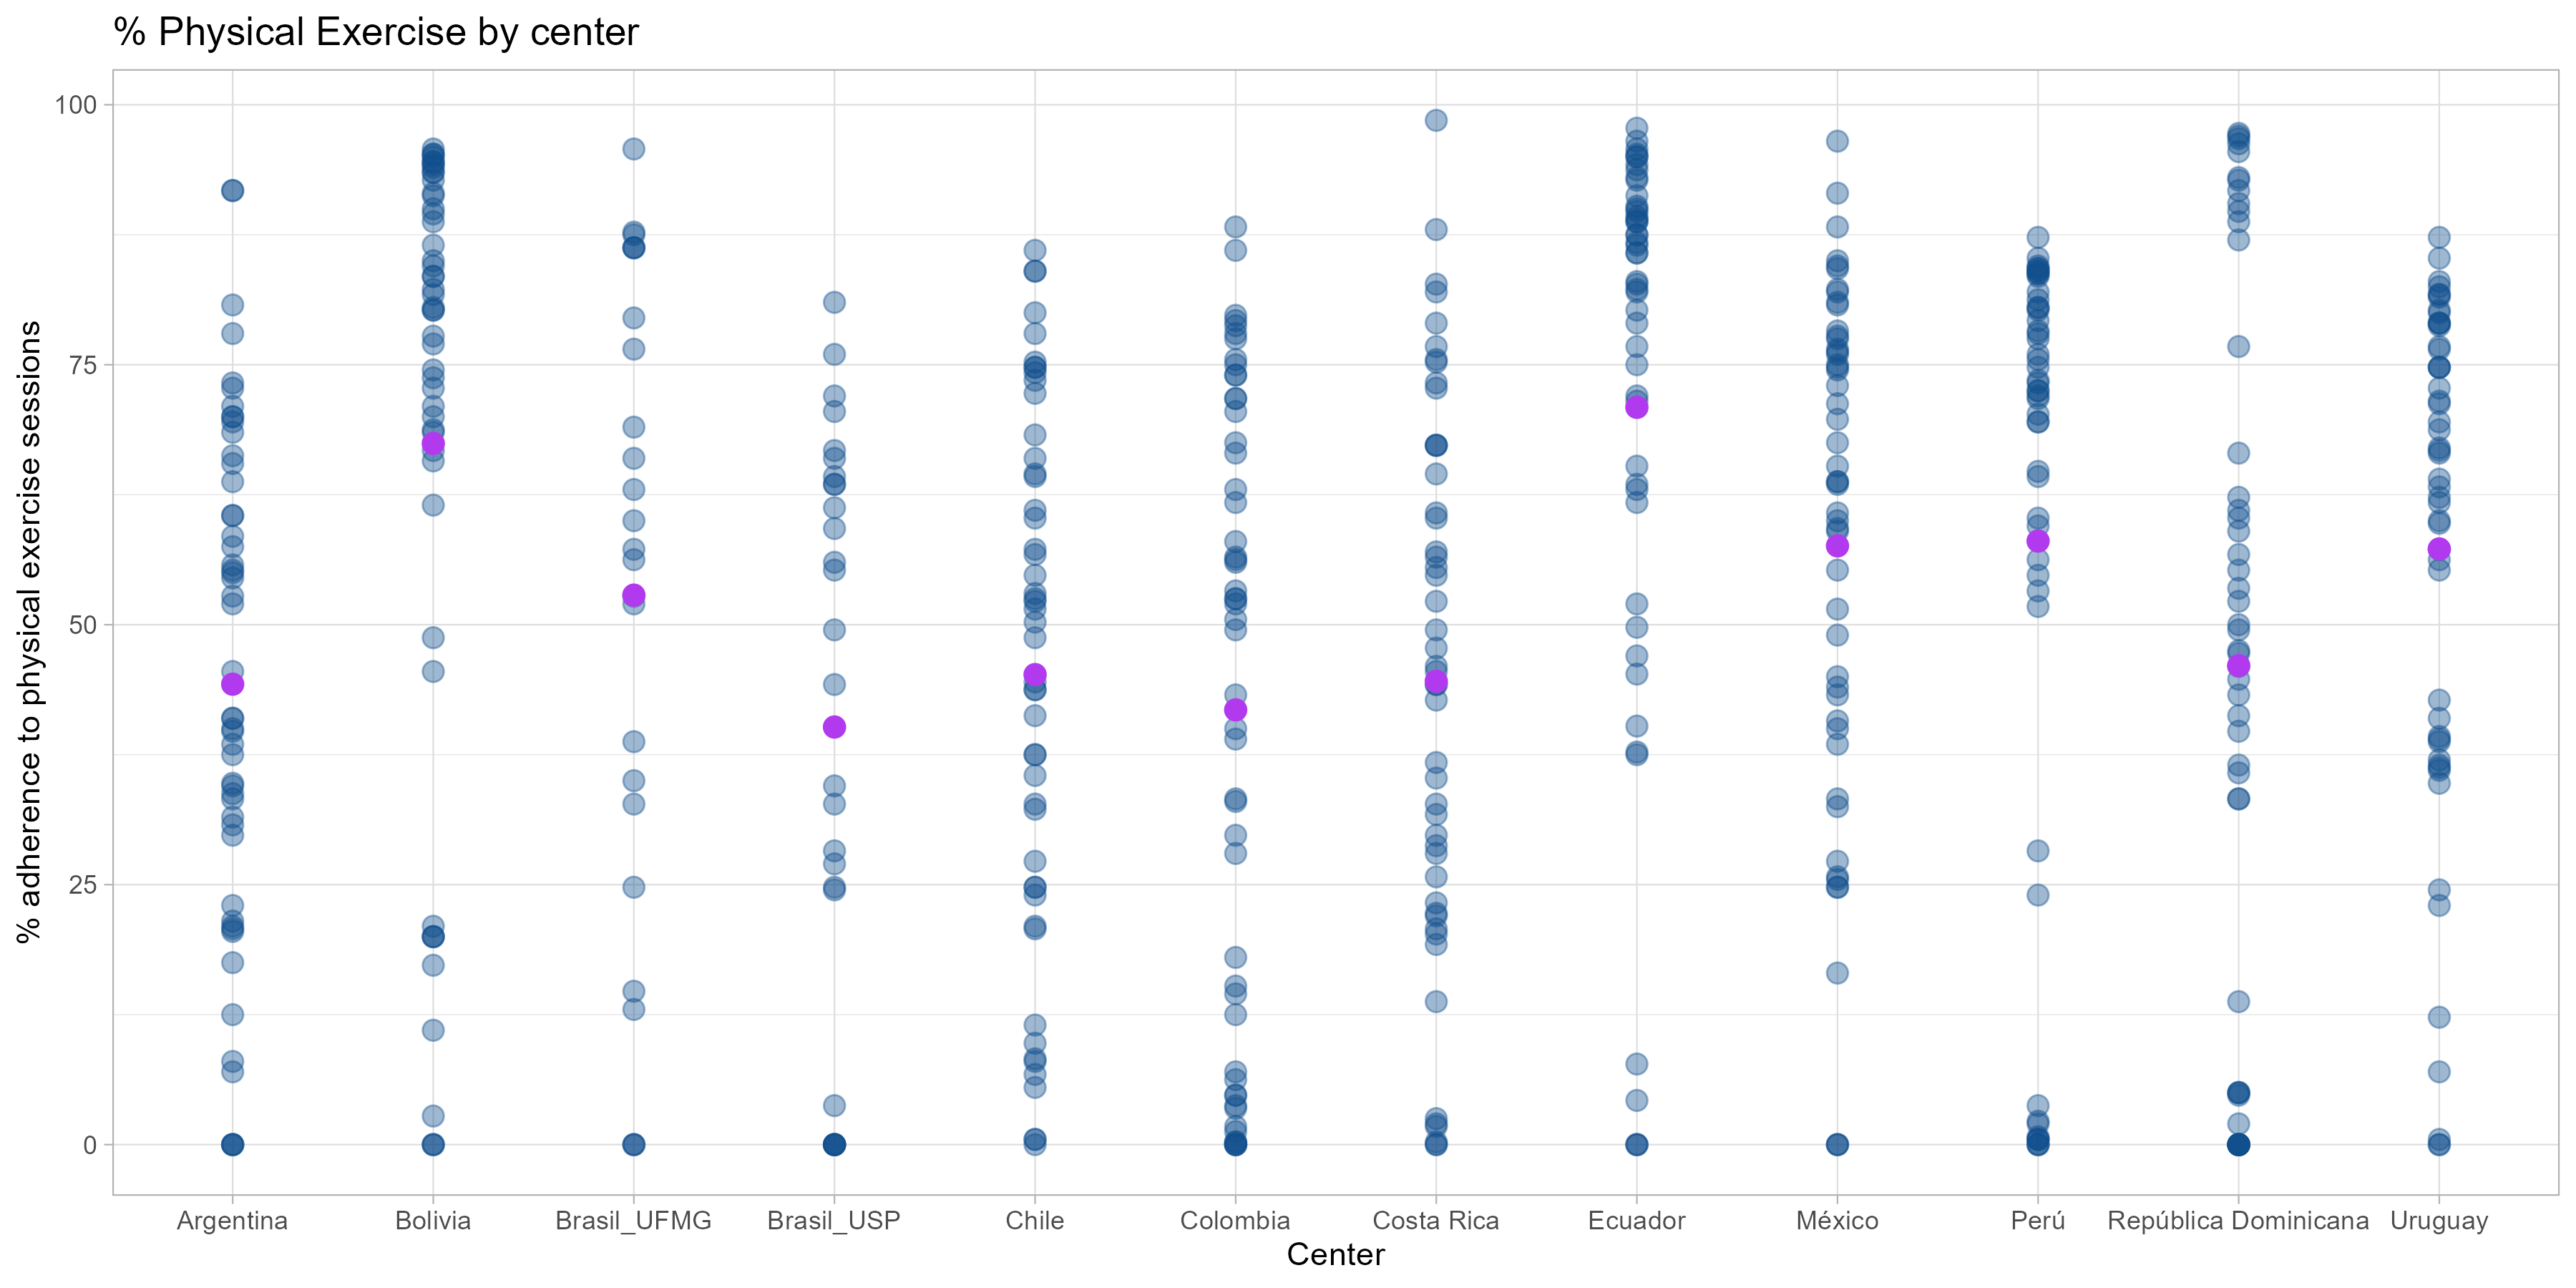 % Physical Exercise by center
% adherence to physical exercise sessions
100
75
50
25
0
Argentina Bolivia Brasil_UFMG Brasil_USP Chile Colombia Costa Rica Ecuador México Perú República Dominicana Uruguay
Center